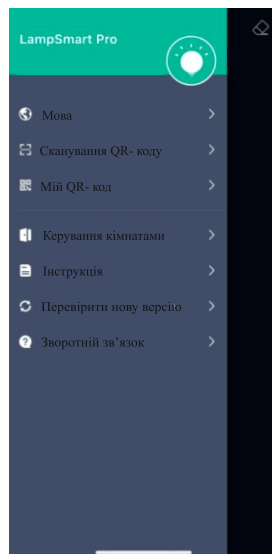 LampSmart Pro
Мова
Сканування QR- коду
Мій QR- код
Керування кімнатами
Інструкція
Перевірити нову версію
Зворотній зв’язок